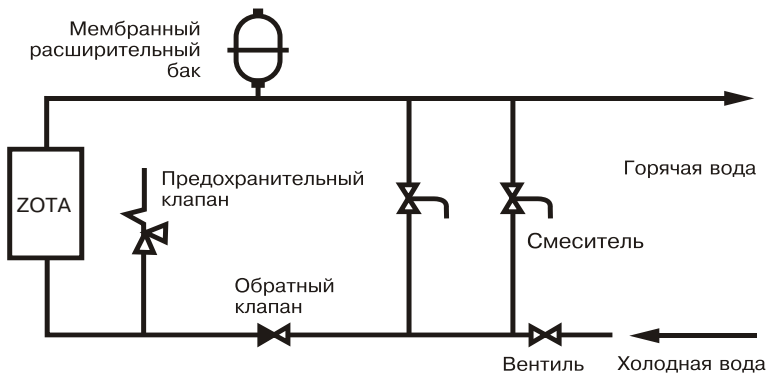 Мембранный
расширительный
бак
Горячая вода
Предохранительный
клапан
ZOTA
Смеситель
Обратный
клапан
Вентиль
Холодная вода